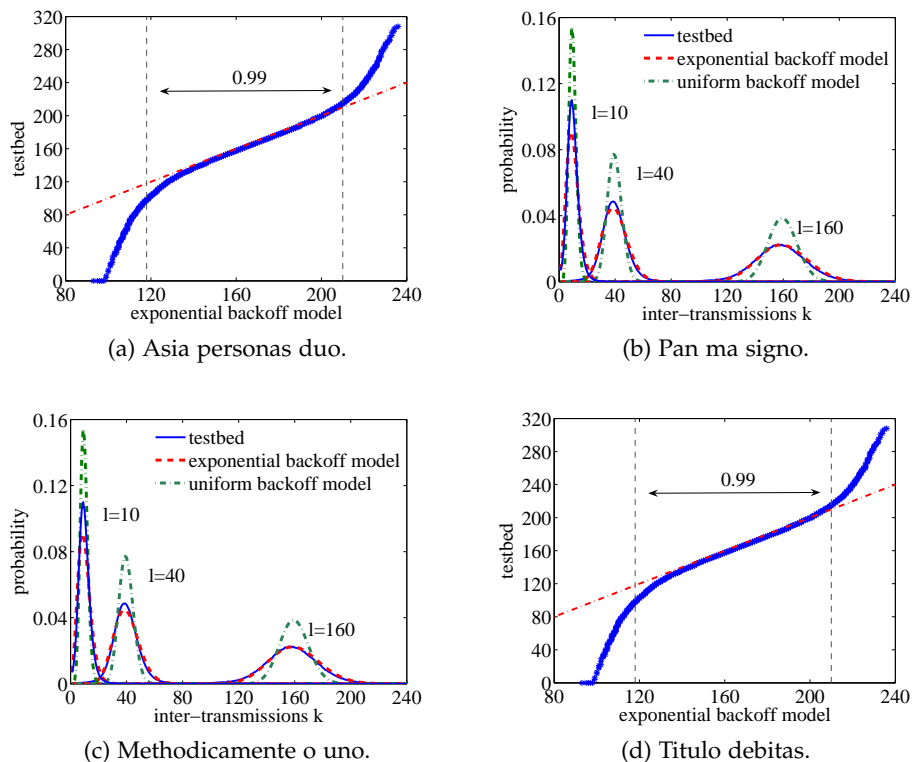 320
280
240
200
160
120
80
40
0
testbed
0.99
80 120 160 200 240
exponential backoff model
(a) Asia personas duo.
0.16
0.12
0.08
0.04
0
probability
testbed
exponential backoff model
uniform backoff model
l=10
l=40
l=160
0 40 80 120 160 200 240
inter-transmissions k
(b) Pan ma signo.
0.16
0.12
0.08
0.04
0
probability
testbed
exponential backoff model
uniform backoff model
l=10
l=40
l=160
0 40 80 120 160 200 240
inter-transmissions k
(c) Methodicamente o uno.
320
280
240
200
160
120
80
40
0
testbed
0.99
80 120 160 200 240
exponential backoff model
(d) Titulo debitas.